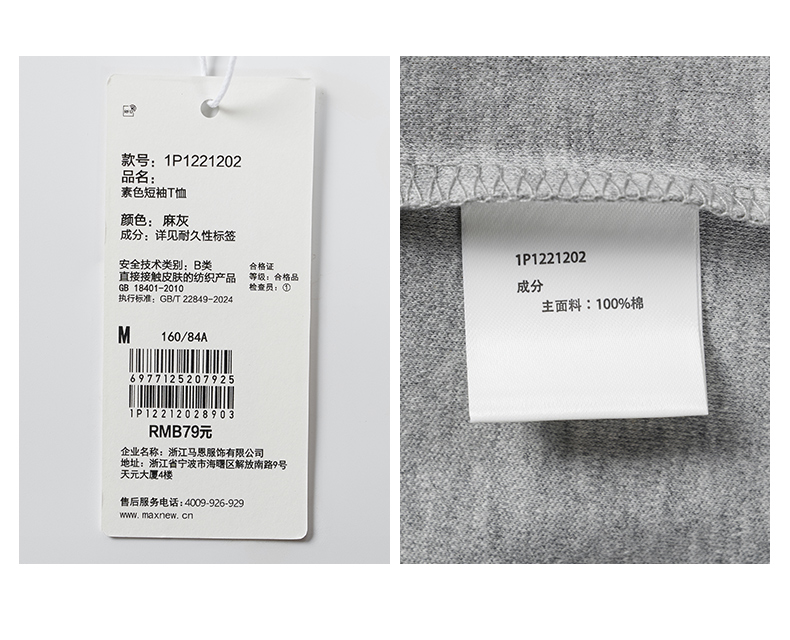 款号：1P1221202
品名：
素色短袖T恤
颜色：麻灰
成分：详见耐久性标签
安全技术类别：B类
直接接触皮肤的纺织产品
GB 18401-2010
执行标准：GB/T 22849-2024
合格证
等级：合格品
检查员：①
M 160/84A
6977125207925
1P12212028903
RMB79元
企业名称：浙江马恩服饰有限公司
地址：浙江省宁波市海曙区解放南路9号
天元大厦4楼
售后服务电话：4009-926-929
www.maxnew.cn
1P1221202
成分
主面料：100%棉